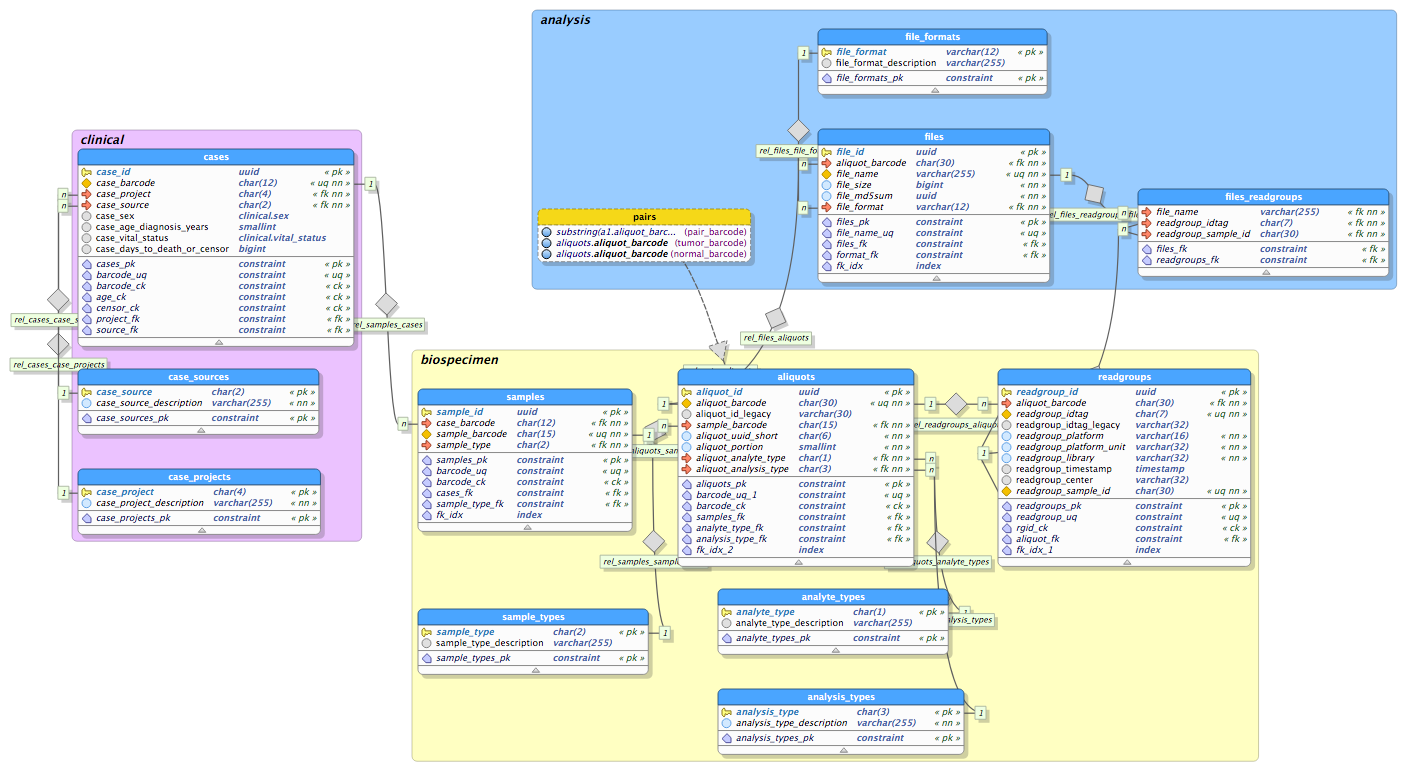 analysis
file_formats
file_format varchar(12) « pk »
file_format_description varchar(255)
file_formats_pk constraint « pk »
1
files
file_id uuid « pk »
aliquot_barcode char(30) « fk nn »
file_name varchar(255) « uq nn »
file_size bigint « nn »
file_md5sum uuid « nn »
file_format varchar(12) « fk nn »
files_pk constraint « pk »
file_name_uq constraint « uq »
files_fk constraint « fk »
format_fk constraint « fk »
fk_idx index
rel_files_file_fo
n
n
1
files_readgroups
file_name varchar(255) « fk nn »
readgroup_idtag char(7) « fk nn »
readgroup_sample_id char(30) « fk nn »
files_fk constraint « fk »
readgroups_fk constraint « fk »
n
n
pairs
substring(a1.aliquot_barc... (pair_barcode)
aliquots.aliquot_barcode (tumor_barcode)
aliquots.aliquot_barcode (normal_barcode)
rel_files_aliquots
clinical
cases
case_id uuid « pk »
case_barcode char(12) « uq nn »
case_project char(4) « fk nn »
case_source char(2) « fk nn »
case_sex clinical.sex
case_age_diagnosis_years smallint
case_vital_status clinical.vital_status
case_days_to_death_or_censor bigint
cases_pk constraint « pk »
barcode_uq constraint « uq »
barcode_ck constraint « ck »
age_ck constraint « ck »
censor_ck constraint « ck »
project_fk constraint « fk »
source_fk constraint « fk »
n
n
1
rel_cases_case_s
rel_cases_case_projects
rel_samples_cases
case_sources
case_source char(2) « pk »
case_source_description varchar(255) « nn »
case_sources_pk constraint « pk »
1
case_projects
case_project char(4) « pk »
case_project_description varchar(255) « nn »
case_projects_pk constraint « pk »
1
biospecimen
samples
sample_id uuid « pk »
case_barcode char(12) « fk nn »
sample_barcode char(15) « uq nn »
sample_type char(2) « fk nn »
samples_pk constraint « pk »
barcode_uq constraint « uq »
barcode_ck constraint « ck »
cases_fk constraint « fk »
sample_type_fk constraint « fk »
fk_idx index
n
1
n
1
aliquots
aliquot_id uuid « pk »
aliquot_barcode char(30) « uq nn »
aliquot_id_legacy varchar(30)
sample_barcode char(15) « fk nn »
aliquot_uuid_short char(6) « nn »
aliquot_portion smallint « nn »
aliquot_analyte_type char(1) « fk nn »
aliquot_analysis_type char(3) « fk nn »
aliquots_pk constraint « pk »
barcode_uq_1 constraint « uq »
barcode_ck constraint « ck »
samples_fk constraint « fk »
analyte_type_fk constraint « fk »
analysis_type_fk constraint « fk »
fk_idx_2 index
1
n
n
n
1
readgroups
readgroup_id uuid « pk »
aliquot_barcode char(30) « fk nn »
readgroup_idtag char(7) « uq nn »
readgroup_idtag_legacy varchar(32)
readgroup_platform varchar(16) « nn »
readgroup_platform_unit varchar(32) « nn »
readgroup_library varchar(32) « nn »
readgroup_timestamp timestamp
readgroup_center varchar(32)
readgroup_sample_id char(30) « uq nn »
readgroups_pk constraint « pk »
readgroup_uq constraint « uq »
rgid_ck constraint « ck »
aliquot_fk constraint « fk »
fk_idx_1 index
sample_types
sample_type char(2) « pk »
sample_type_description varchar(255)
sample_types_pk constraint « pk »
1
analyte_types
analyte_type char(1) « pk »
analyte_type_description varchar(255)
analyte_types_pk constraint « pk »
1
analysis_types
analysis_type char(3) « pk »
analysis_type_description varchar(255) « nn »
analysis_types_pk constraint « pk »
1